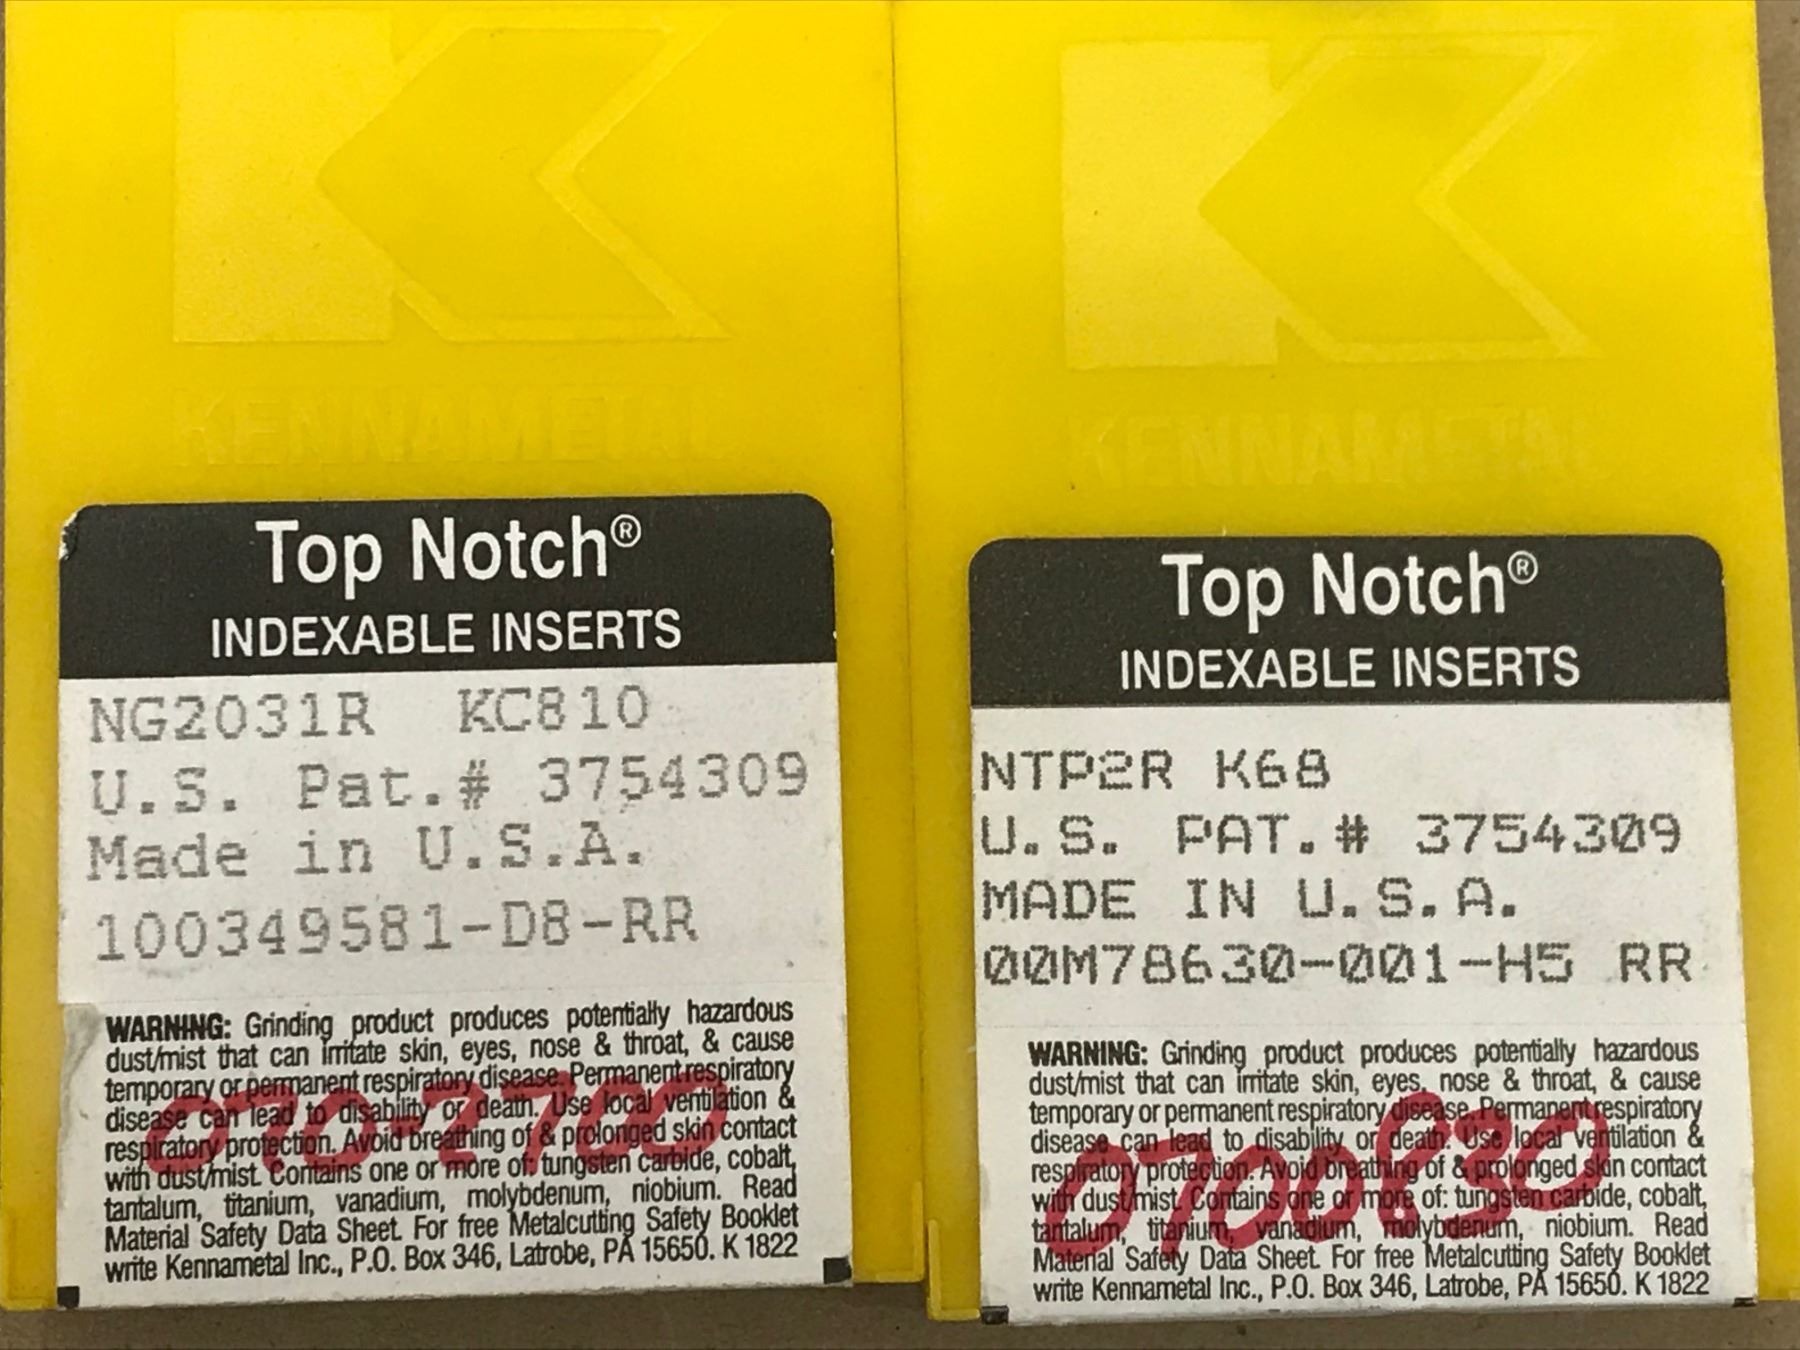 KENNAMETAL
Top Notch®
INDEXABLE INSERTS
NG2031R KC810
U.S. Pat.# 3754309
Made in U.S.A.
100349581-D8-RR
WARNING: Grinding product produces potentially hazardous
dust/mist that can irritate skin, eyes, nose & throat, & cause
temporary or permanent respiratory disease. Permanent respiratory
disease can lead to disability or death. Use local ventilation &
respiratory protection. Avoid breathing of & prolonged skin contact
with dust/mist. Contains one or more of: tungsten carbide, cobalt,
tantalum, titanium, vanadium, molybdenum, niobium. Read
Material Safety Data Sheet. For free Metalcutting Safety Booklet
write Kennametal Inc., P.O. Box 346, Latrobe, PA 15650. K 1822
KENNAMETAL
Top Notch®
INDEXABLE INSERTS
NTP2R K68
U.S. PAT.# 3754309
MADE IN U.S.A.
00M78630-001-H5 RR
WARNING: Grinding product produces potentially hazardous
dust/mist that can irritate skin, eyes, nose & throat, & cause
temporary or permanent respiratory disease. Permanent respiratory
disease can lead to disability or death. Use local ventilation &
respiratory protection. Avoid breathing of & prolonged skin contact
with dust/mist. Contains one or more of: tungsten carbide, cobalt,
tantalum, titanium, vanadium, molybdenum, niobium. Read
Material Safety Data Sheet. For free Metalcutting Safety Booklet
write Kennametal Inc., P.O. Box 346, Latrobe, PA 15650. K 1822
0700830